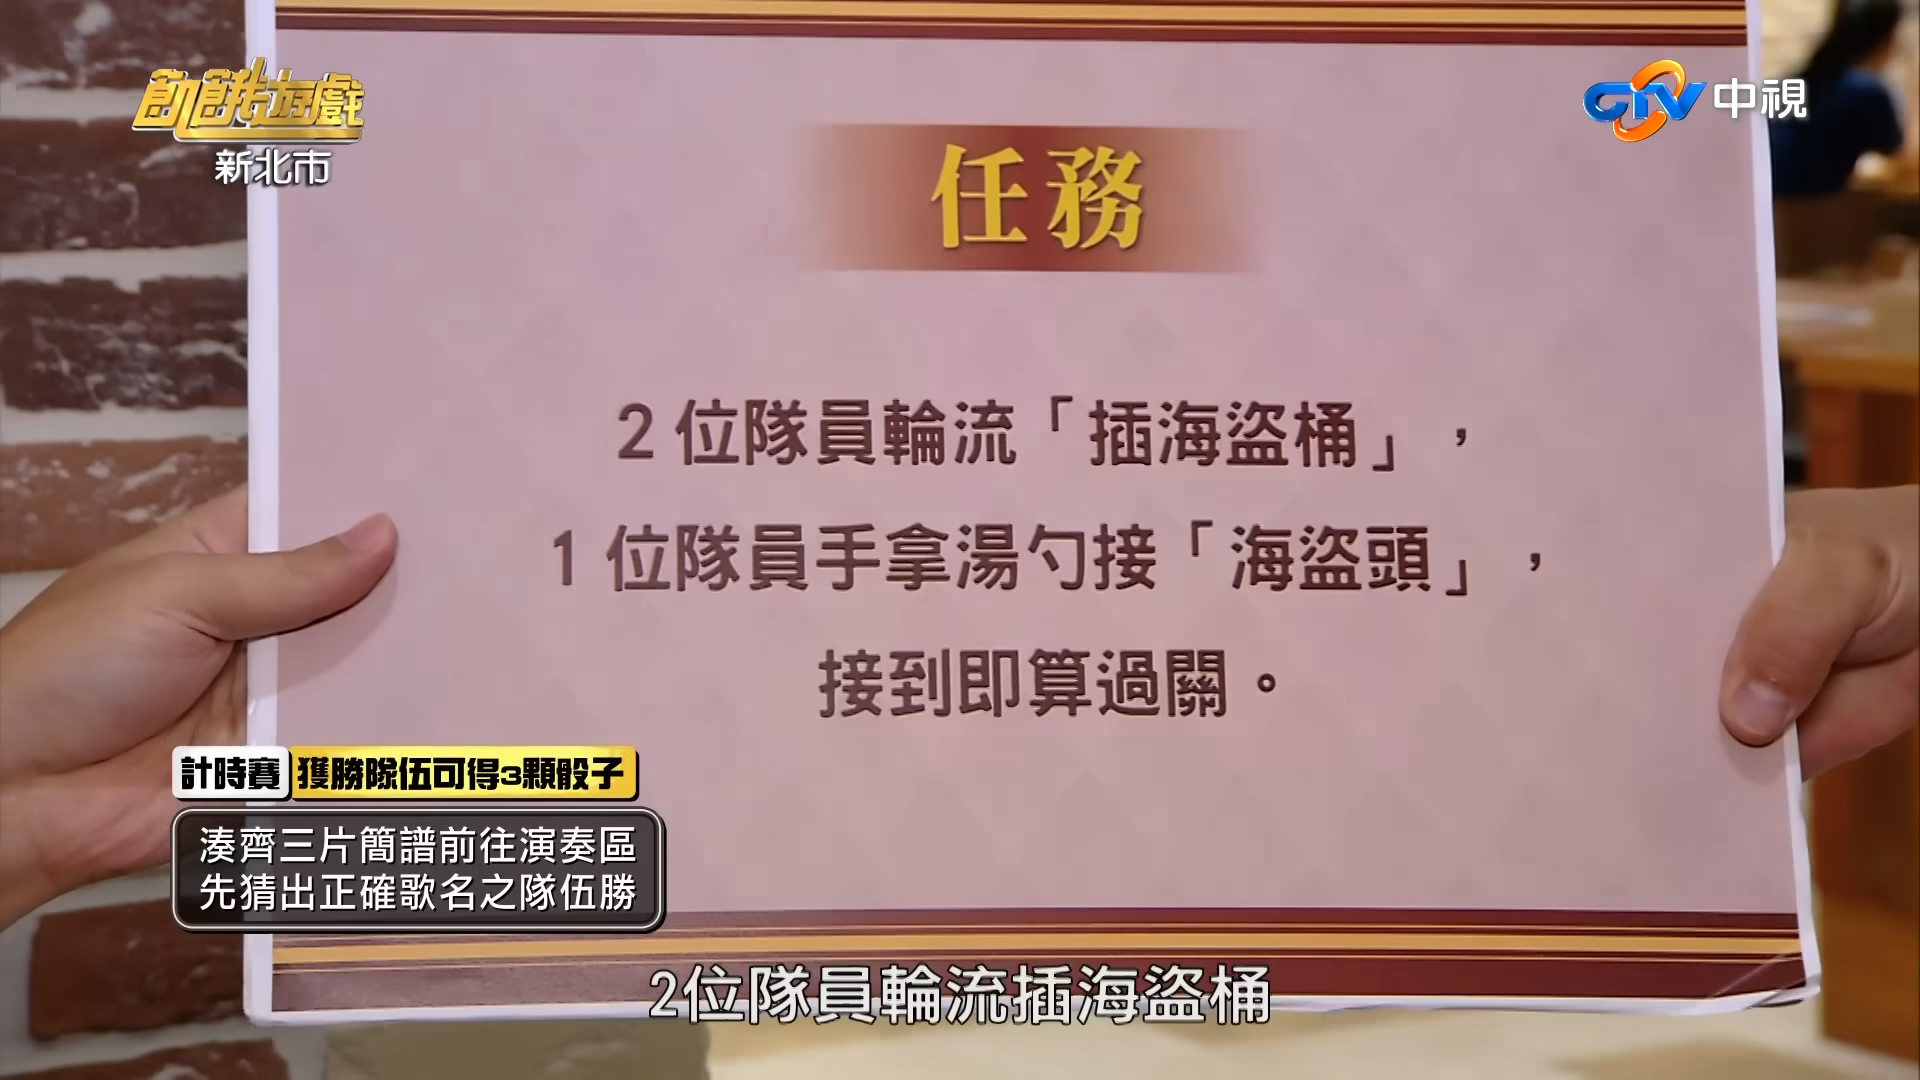 飢餓遊戲
新北市
CTV 中視
任務
2 位隊員輪流「插海盜桶」，
1 位隊員手拿湯勺接「海盜頭」，
接到即算過關。
計時賽 獲勝隊伍可得3顆骰子
湊齊三片簡譜前往演奏區
先猜出正確歌名之隊伍勝
2位隊員輪流插海盜桶